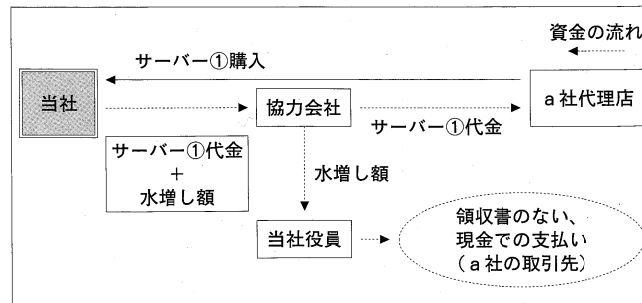 資金の流れ
サーバー①購入
当社
協力会社
a社代理店
サーバー①代金
サーバー①代金
+
水増し額
水増し額
当社役員
領収書のない、
現金での支払い
(a社の取引先)